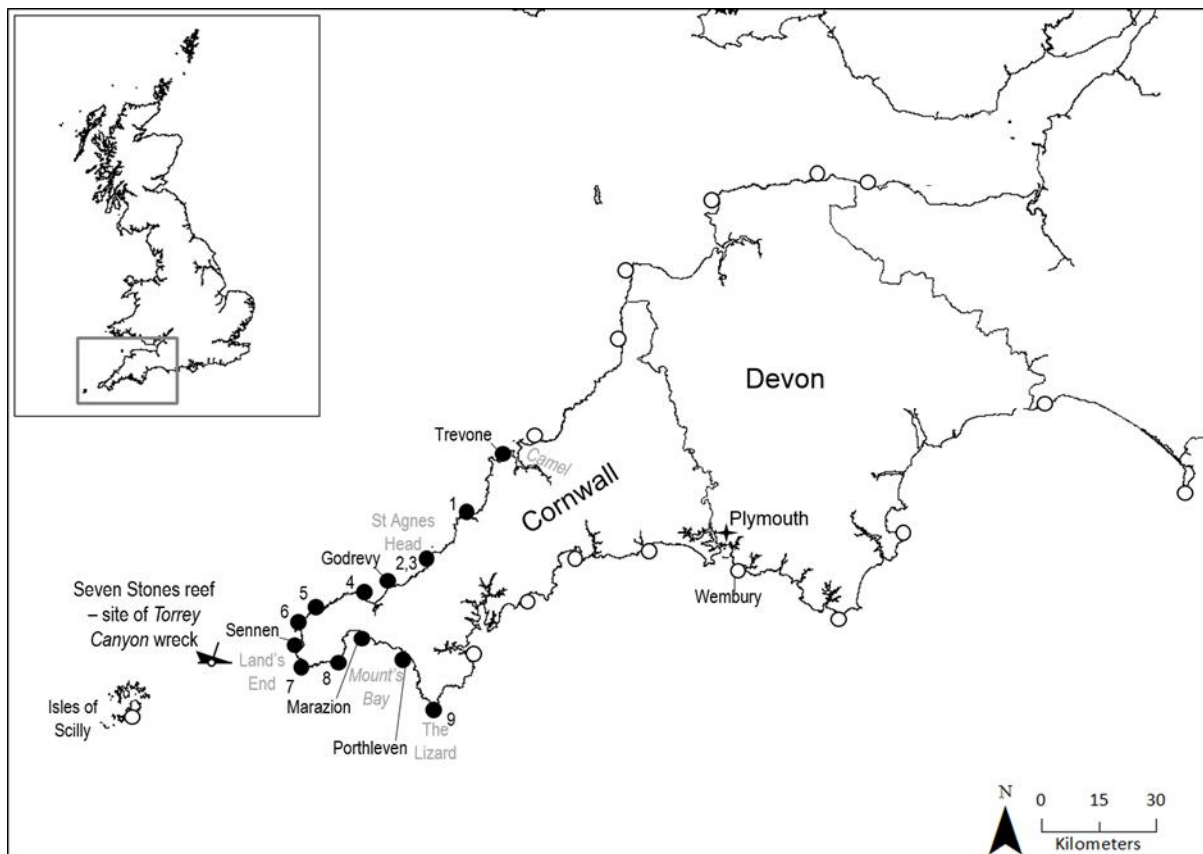 Devon
Trevone
Camel
Cornwall
1
St Agnes
Head
Plymouth
Godrevy
2,3
Seven Stones reef
– site of Torrey
Canyon wreck
4
5
6
Wembury
Sennen
Land's
End
7
8
Marazion
Mount's
Bay
Isles of
Scilly
9
The
Lizard
Porthleven
N
0 15 30
Kilometers